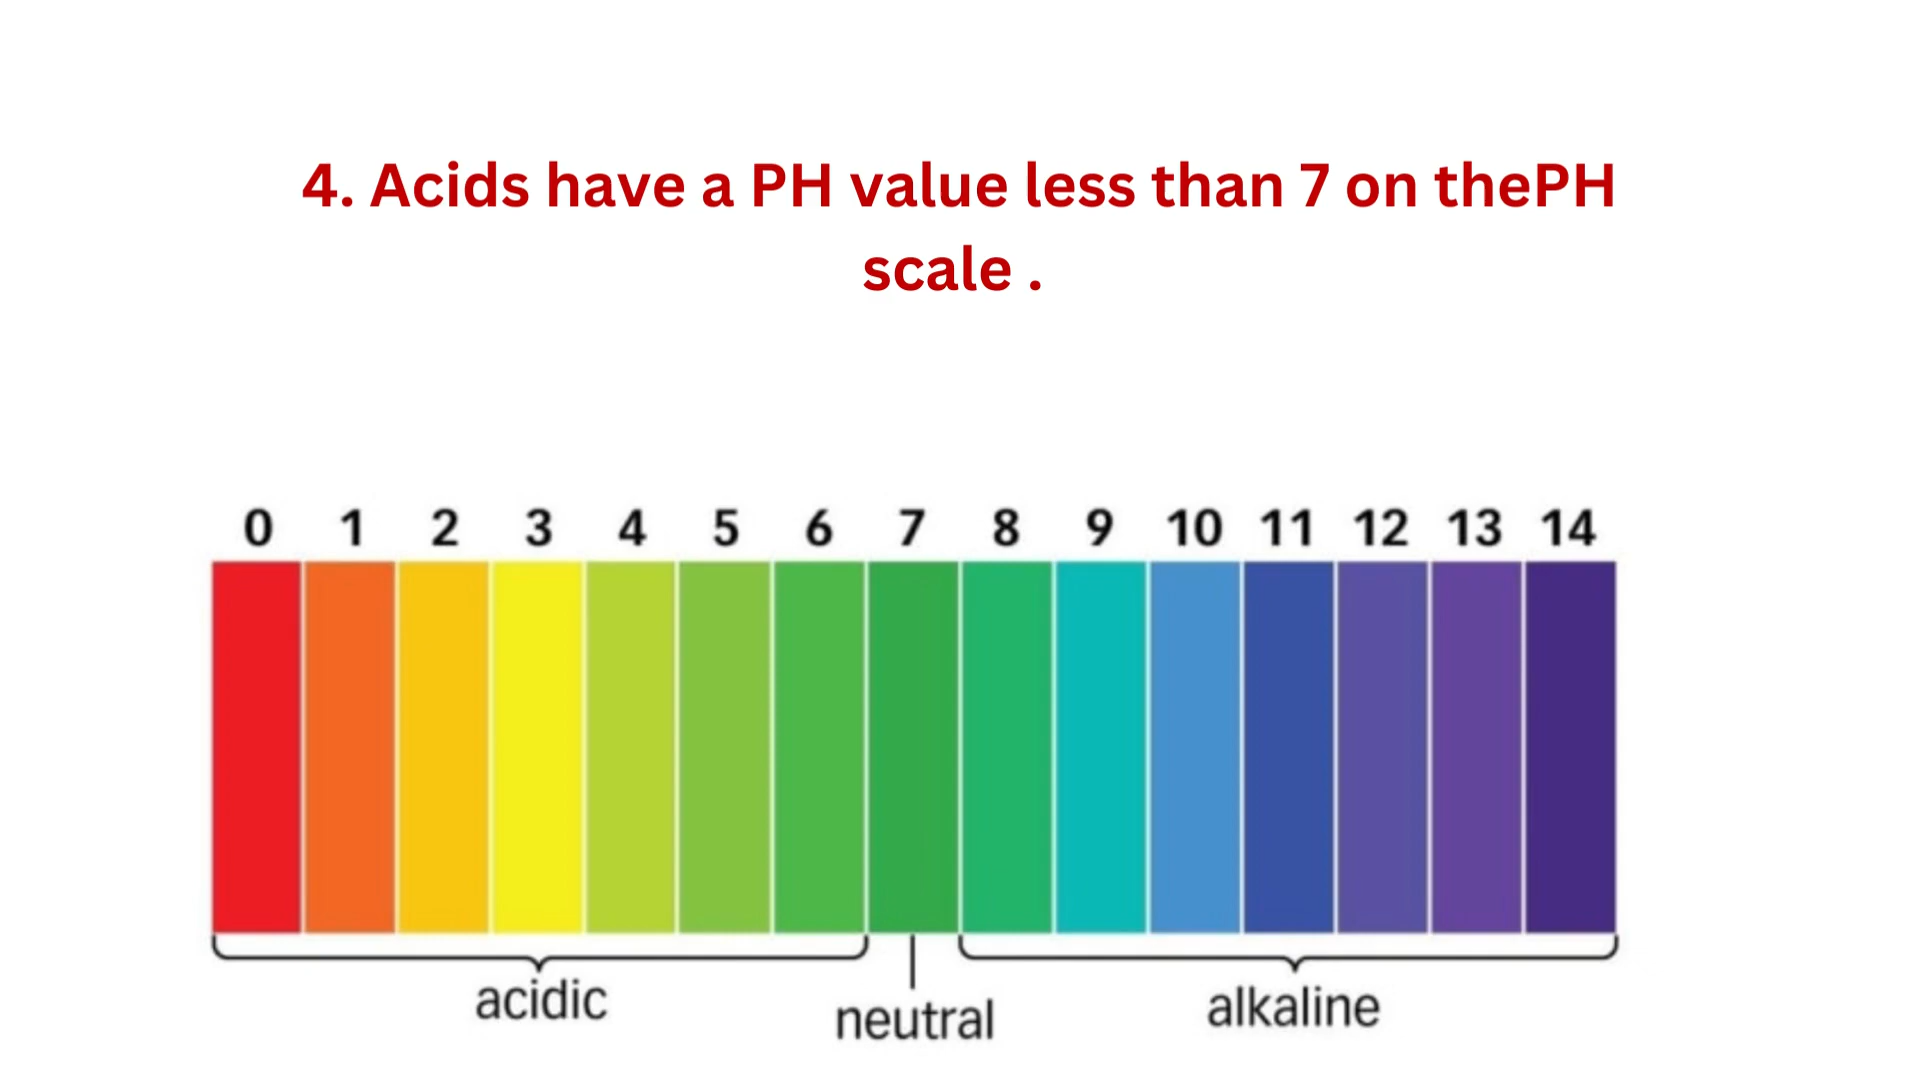 4. Acids have a PH value less than 7 on thePH
scale .
0 1 2 3 4 5 6 7 8 9 10 11 12 13 14
acidic
neutral
alkaline